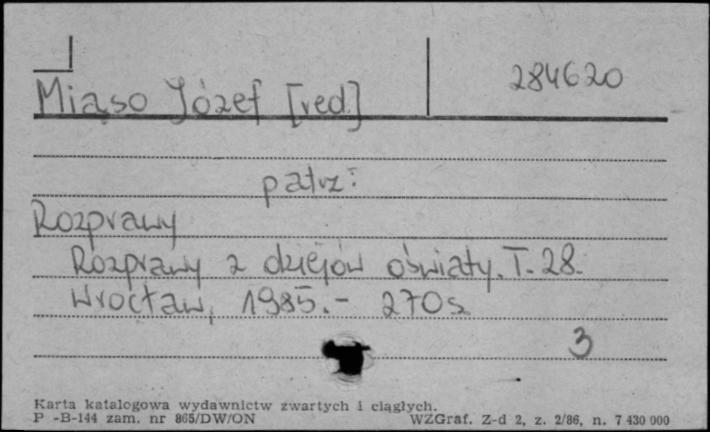 284620
Miąso Józef [red.]
patrz:
Rozprawy
Rozprawy z dziejów oświaty. T. 28.
Wrocław, 1985.- 270 s.
3
Karta katalogowa wydawnictw zwartych i ciągłych.
P -B-144 zam. nr 865/DW/ON WZGraf. Z-d 2, z. 2/86, n. 7 430 000